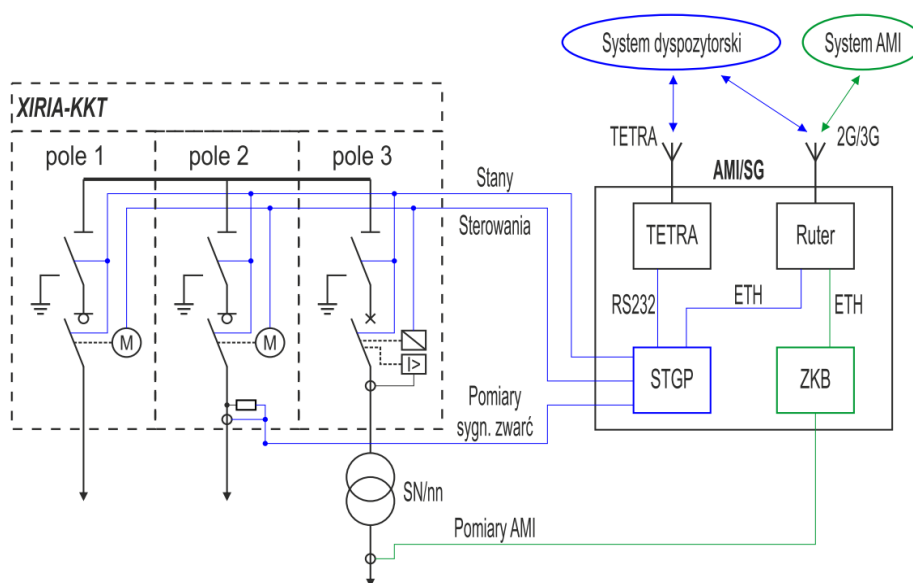 System dyspozytorski
System AMI
XIRIA-KKT
pole 1
pole 2
pole 3
TETRA
2G/3G
AMI/SG
Stany
Sterowania
TETRA
Ruter
RS232
ETH
ETH
M
M
I>
STGP
ZKB
Pomiary
sygn. zwarć
SN/nn
Pomiary AMI